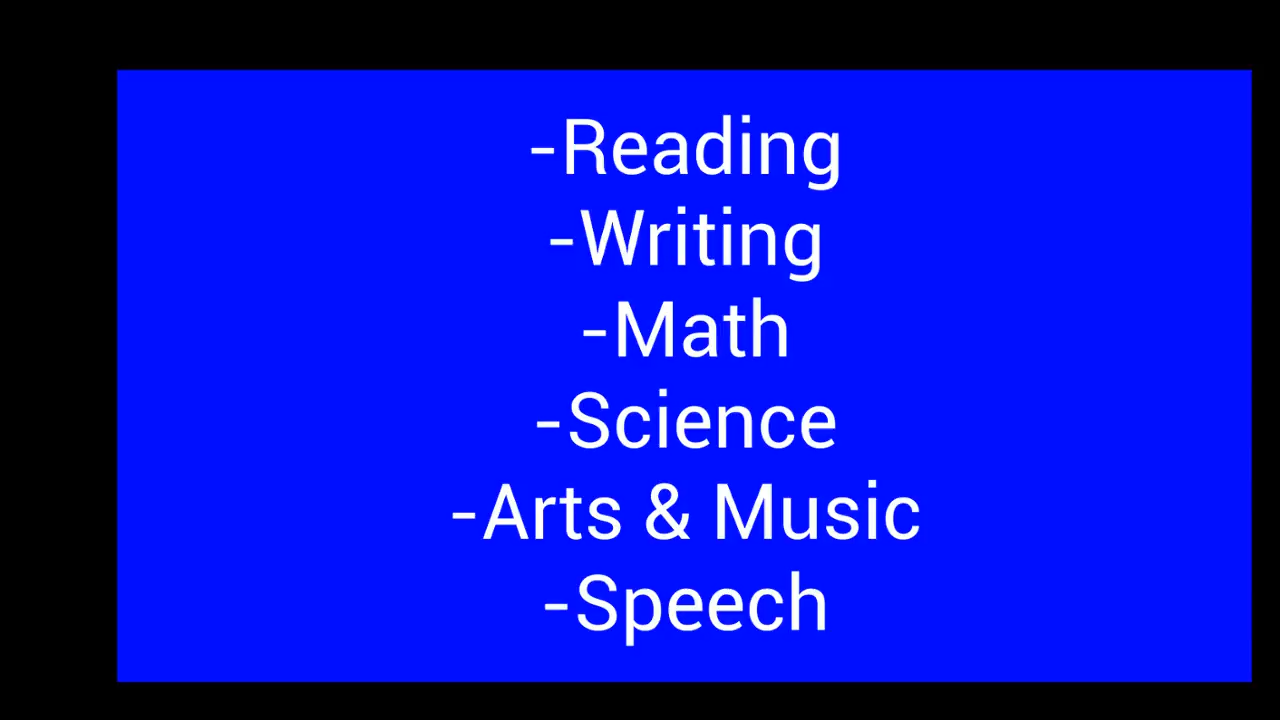 -Reading
-Writing
-Math
-Science
-Arts & Music
-Speech